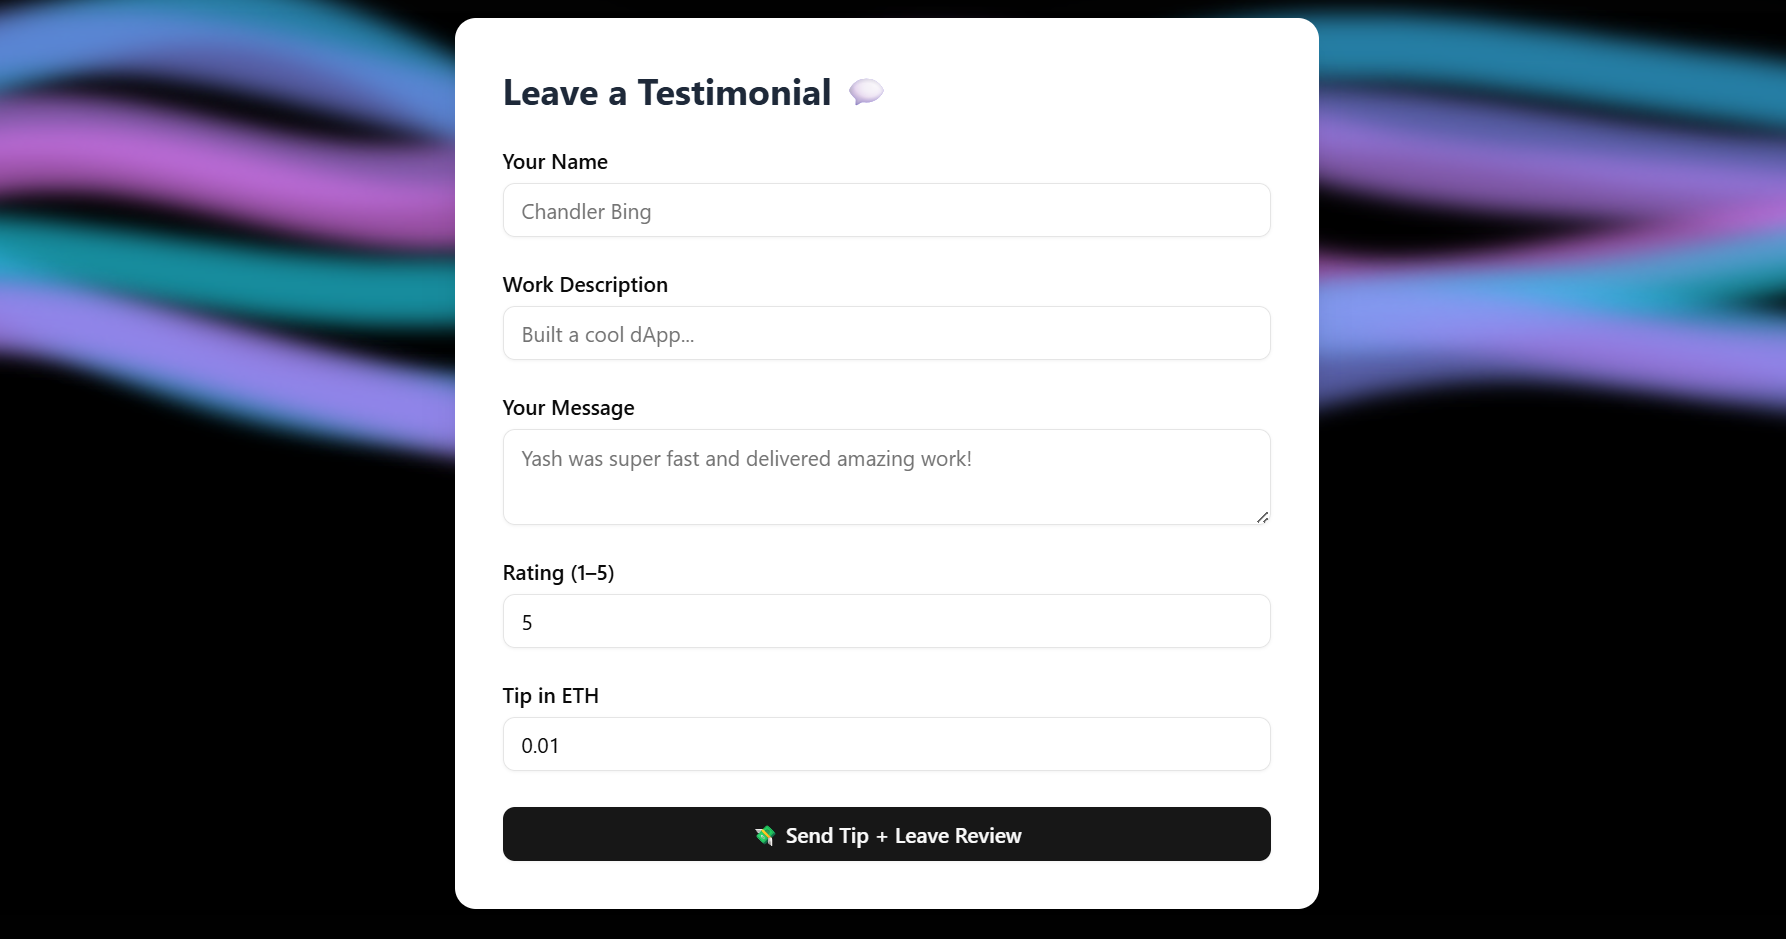 Leave a Testimonial 💬
Your Name
Chandler Bing
Work Description
Built a cool dApp...
Your Message
Yash was super fast and delivered amazing work!
Rating (1–5)
5
Tip in ETH
0.01
💸 Send Tip + Leave Review